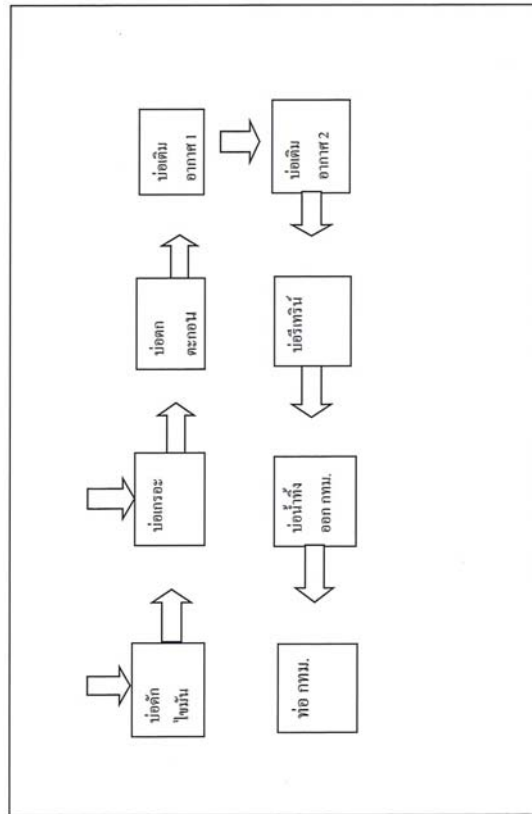 บ่อดัก
ไขมัน
บ่อเกรอะ
บ่อตก
ตะกอน
บ่อเติม
อากาศ 1
บ่อเติม
อากาศ 2
บ่อรีเทริน์
บ่อน้ำทิ้ง
ออก กทม.
ท่อ กทม.